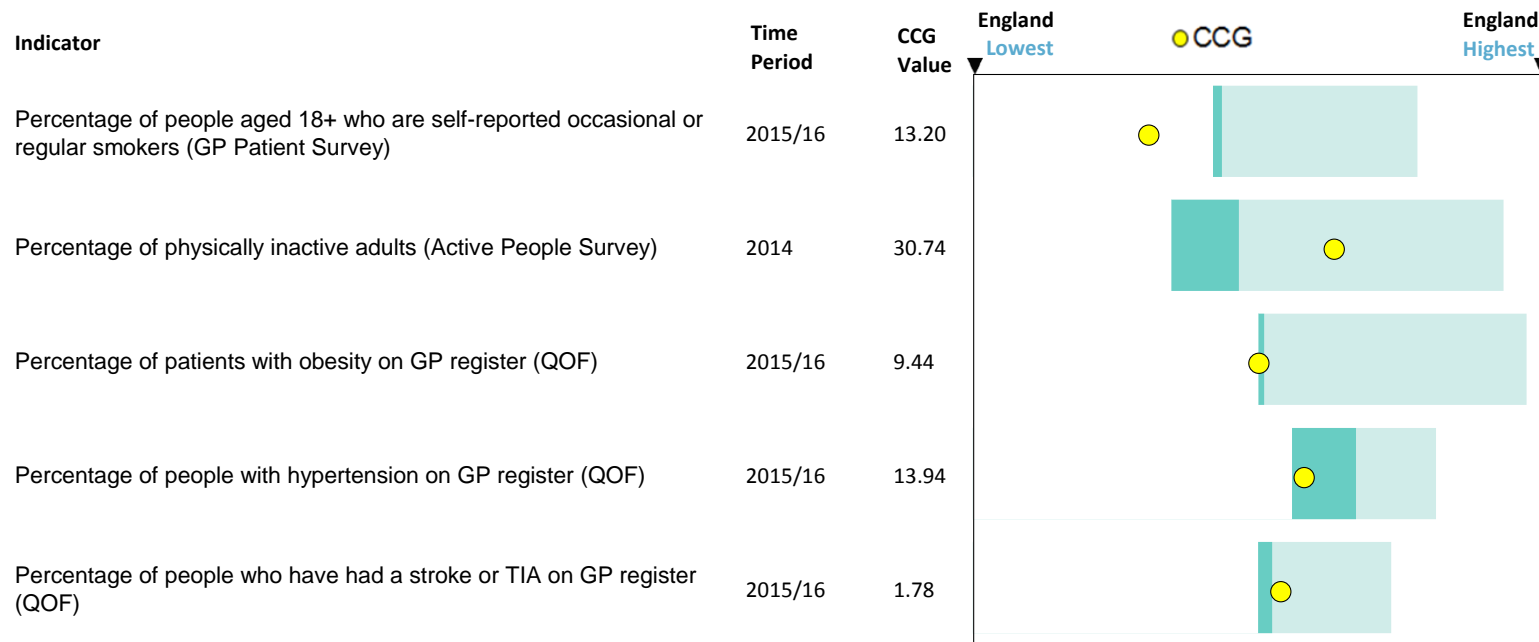 Indicator
Time
Period
CCG
Value
England
Lowest
CCG
England
Highest
Percentage of people aged 18+ who are self-reported occasional or
regular smokers (GP Patient Survey)
2015/16
13.20
Percentage of physically inactive adults (Active People Survey)
2014
30.74
Percentage of patients with obesity on GP register (QOF)
2015/16
9.44
Percentage of people with hypertension on GP register (QOF)
2015/16
13.94
Percentage of people who have had a stroke or TIA on GP register
(QOF)
2015/16
1.78